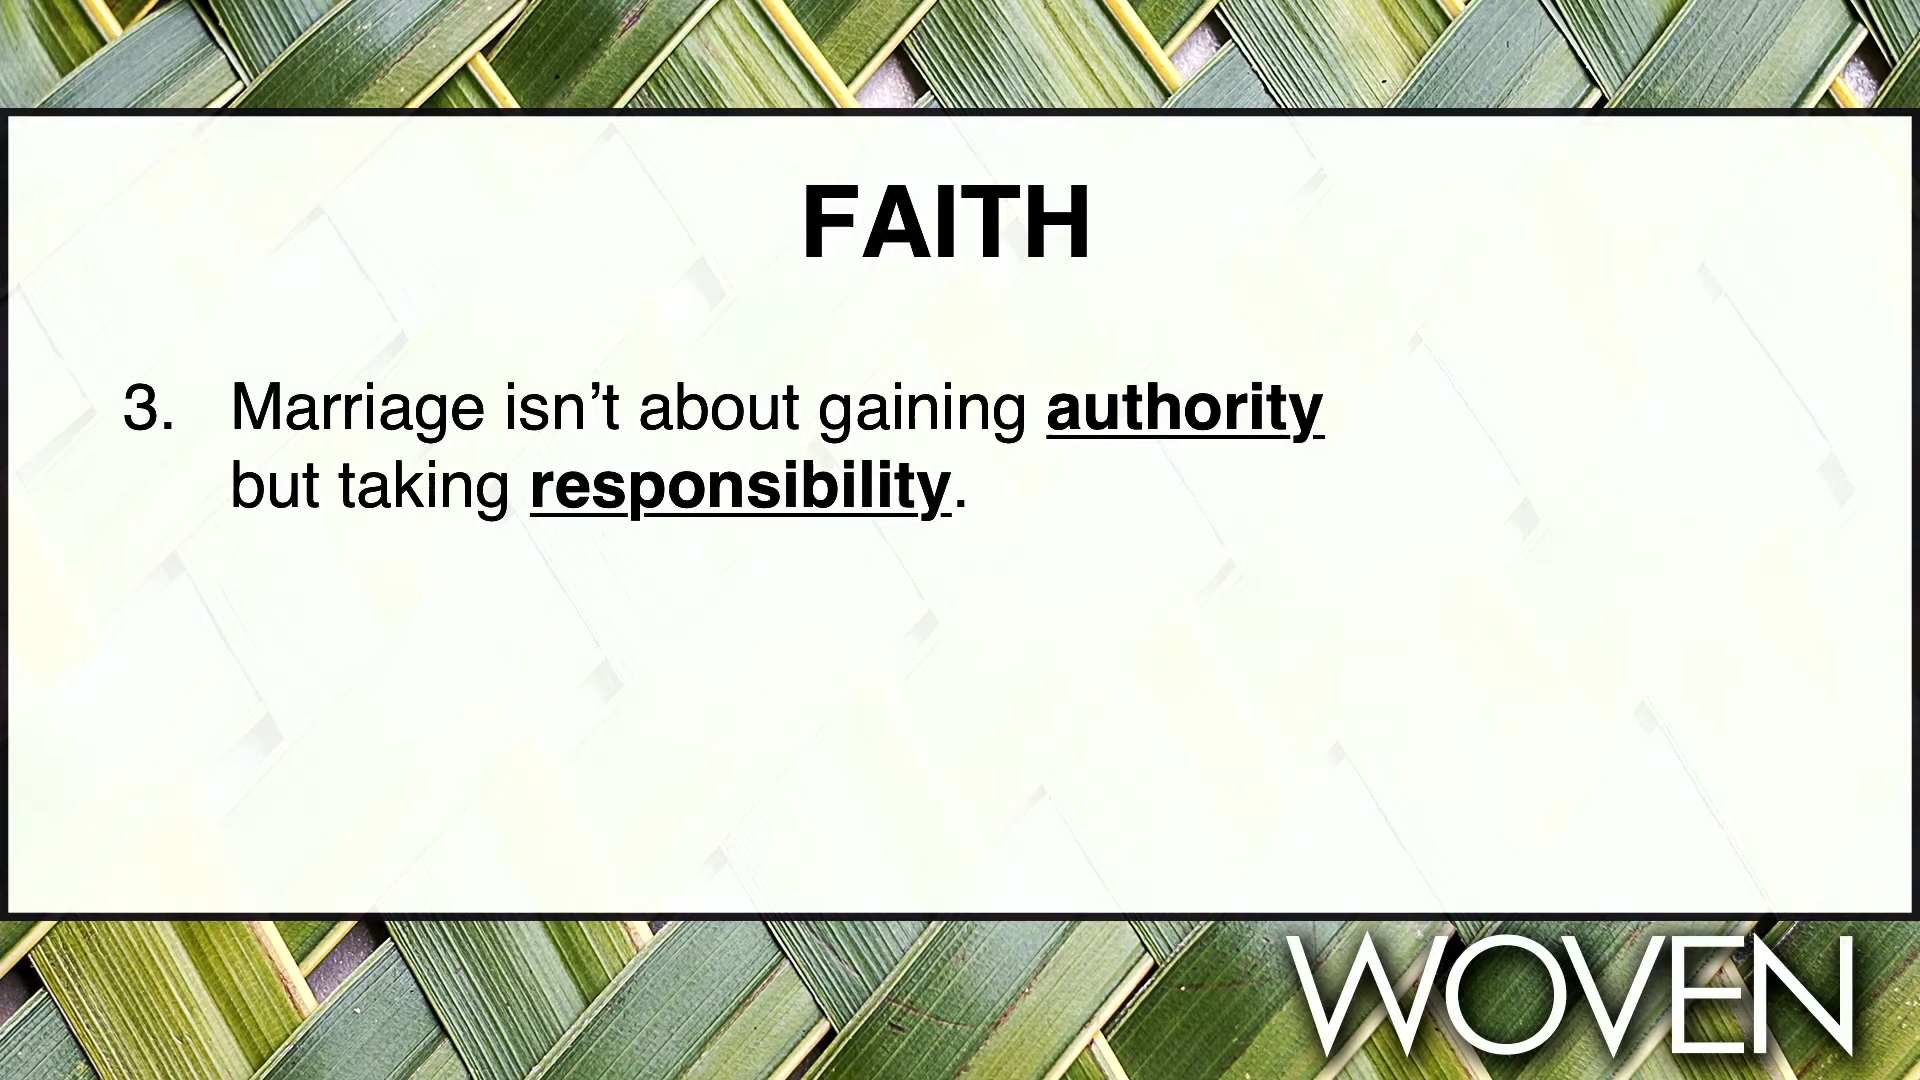 FAITH
3. Marriage isn’t about gaining authority
but taking responsibility.
WOVEN